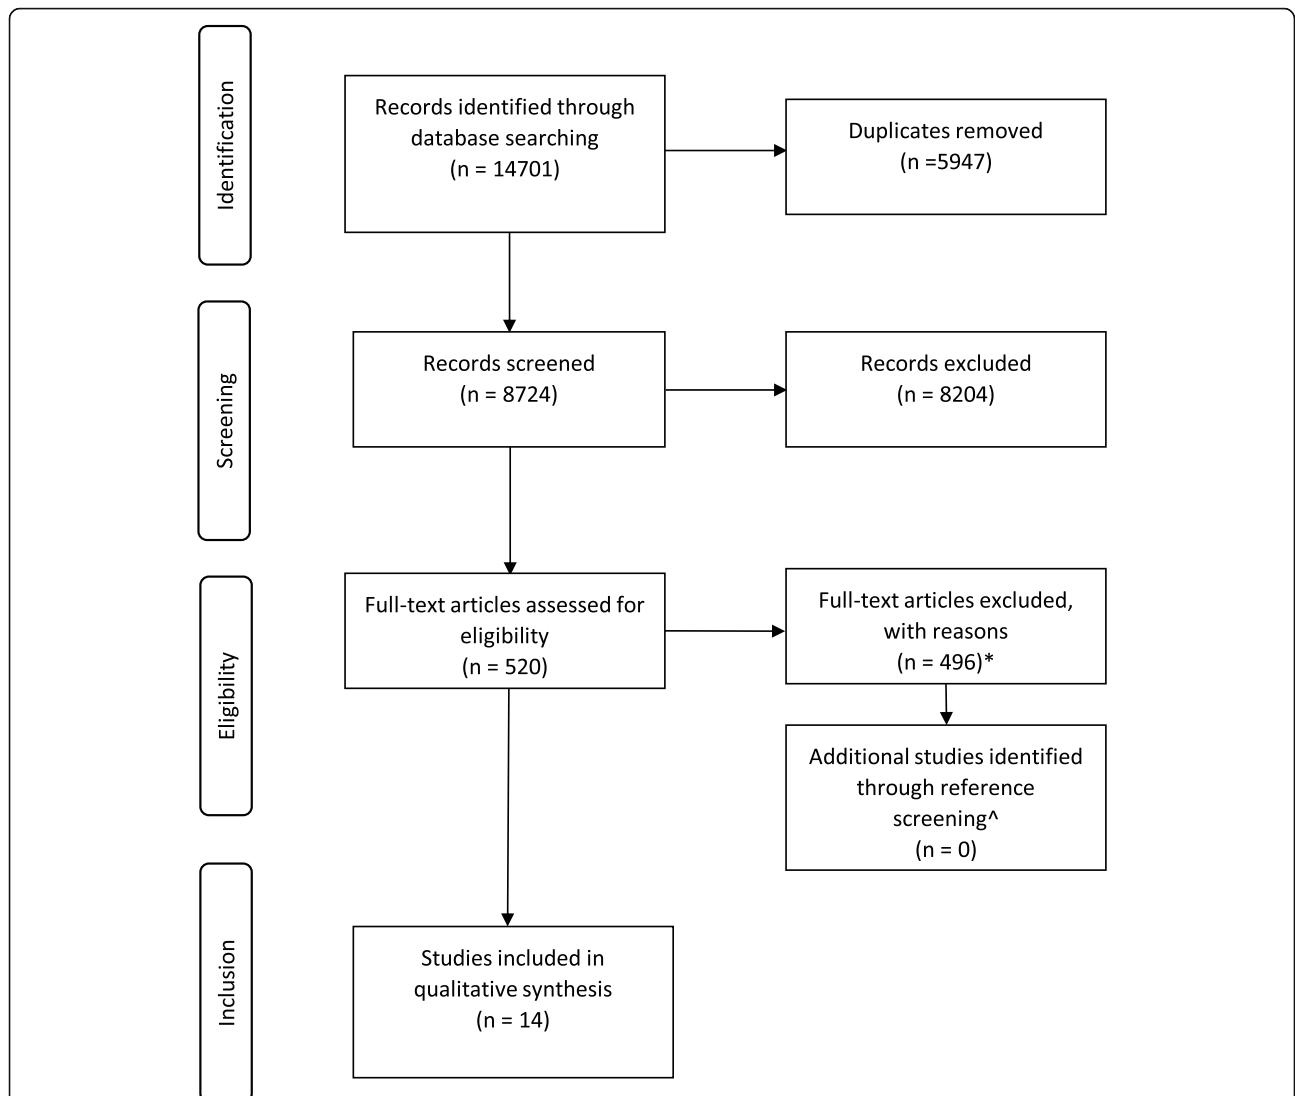 Identification
Records identified through
database searching
(n = 14701)
Duplicates removed
(n =5947)
Screening
Records screened
(n = 8724)
Records excluded
(n = 8204)
Eligibility
Full-text articles assessed for
eligibility
(n = 520)
Full-text articles excluded,
with reasons
(n = 496)*
Additional studies identified
through reference
screening^
(n = 0)
Inclusion
Studies included in
qualitative synthesis
(n = 14)